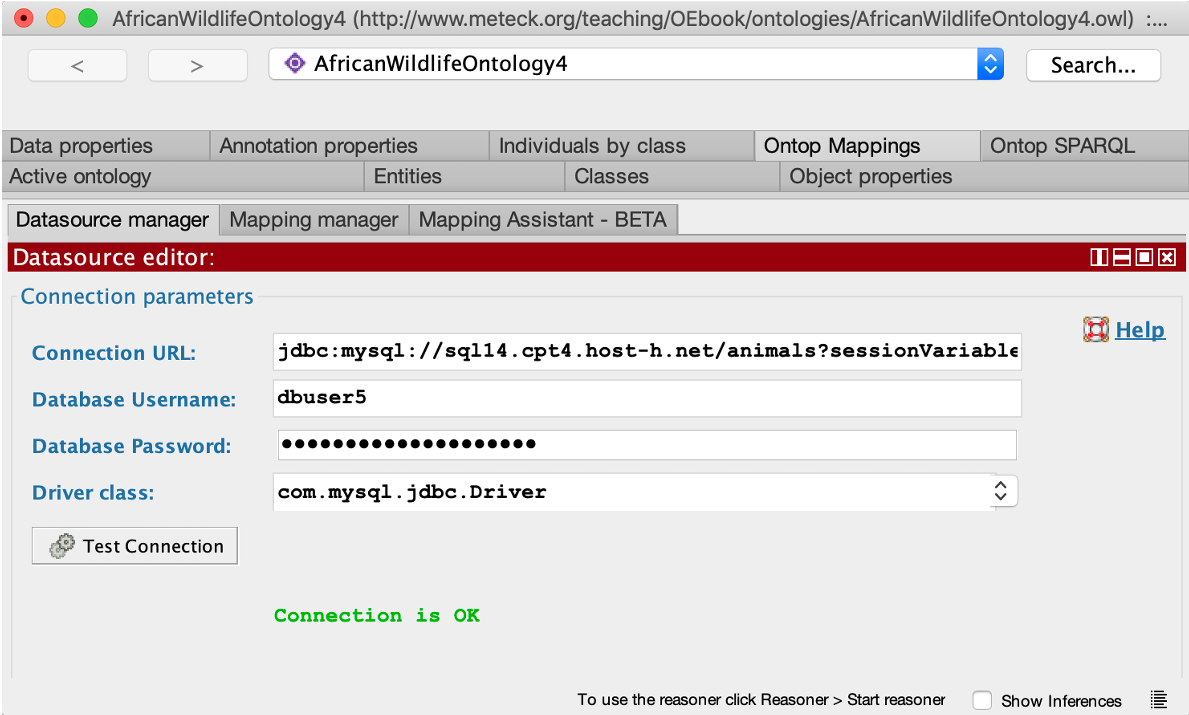 AfricanWildlifeOntology4 (http://www.meteck.org/teaching/OEbook/ontologies/AfricanWildlifeOntology4.owl) :...
< > AfricanWildlifeOntology4 Search...
Data properties Annotation properties Individuals by class Ontop Mappings Ontop SPARQL
Active ontology Entities Classes Object properties
Datasource manager Mapping manager Mapping Assistant - BETA
Datasource editor:
Connection parameters
Help
Connection URL: jdbc:mysql://sql14.cpt4.host-h.net/animals?sessionVariable
Database Username: dbuser5
Database Password: ••••••••••••••••••••
Driver class: com.mysql.jdbc.Driver
Test Connection
Connection is OK
To use the reasoner click Reasoner > Start reasoner Show Inferences